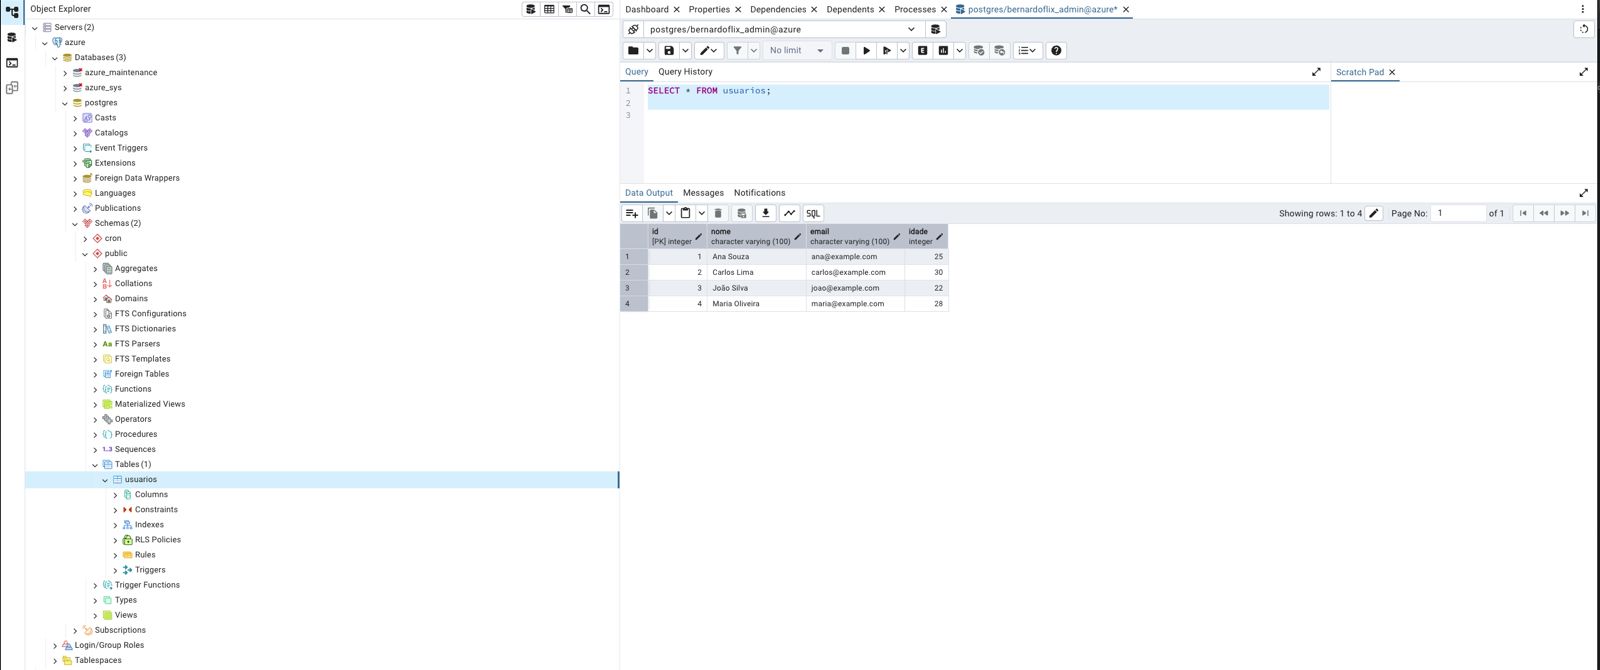 Object Explorer
Servers (2)
azure
Databases (3)
azure_maintenance
azure_sys
postgres
Casts
Catalogs
Event Triggers
Extensions
Foreign Data Wrappers
Languages
Publications
Schemas (2)
cron
public
Aggregates
Collations
Domains
FTS Configurations
FTS Dictionaries
Aa FTS Parsers
FTS Templates
Foreign Tables
Functions
Materialized Views
Operators
Procedures
1..3 Sequences
Tables (1)
usuarios
Columns
Constraints
Indexes
RLS Policies
Rules
Triggers
Trigger Functions
Types
Views
Subscriptions
Login/Group Roles
Tablespaces
Dashboard Properties Dependencies Dependents Processes postgres/bernardoflix_admin@azure*
postgres/bernardoflix_admin@azure
No limit E
Query Query History
Scratch Pad
1 SELECT * FROM usuarios;
2
3
Data Output Messages Notifications
SQL Showing rows: 1 to 4 Page No: 1 of 1
id nome email idade
[PK] integer character varying (100) character varying (100) integer
1 1 Ana Souza ana@example.com 25
2 2 Carlos Lima carlos@example.com 30
3 3 João Silva joao@example.com 22
4 4 Maria Oliveira maria@example.com 28